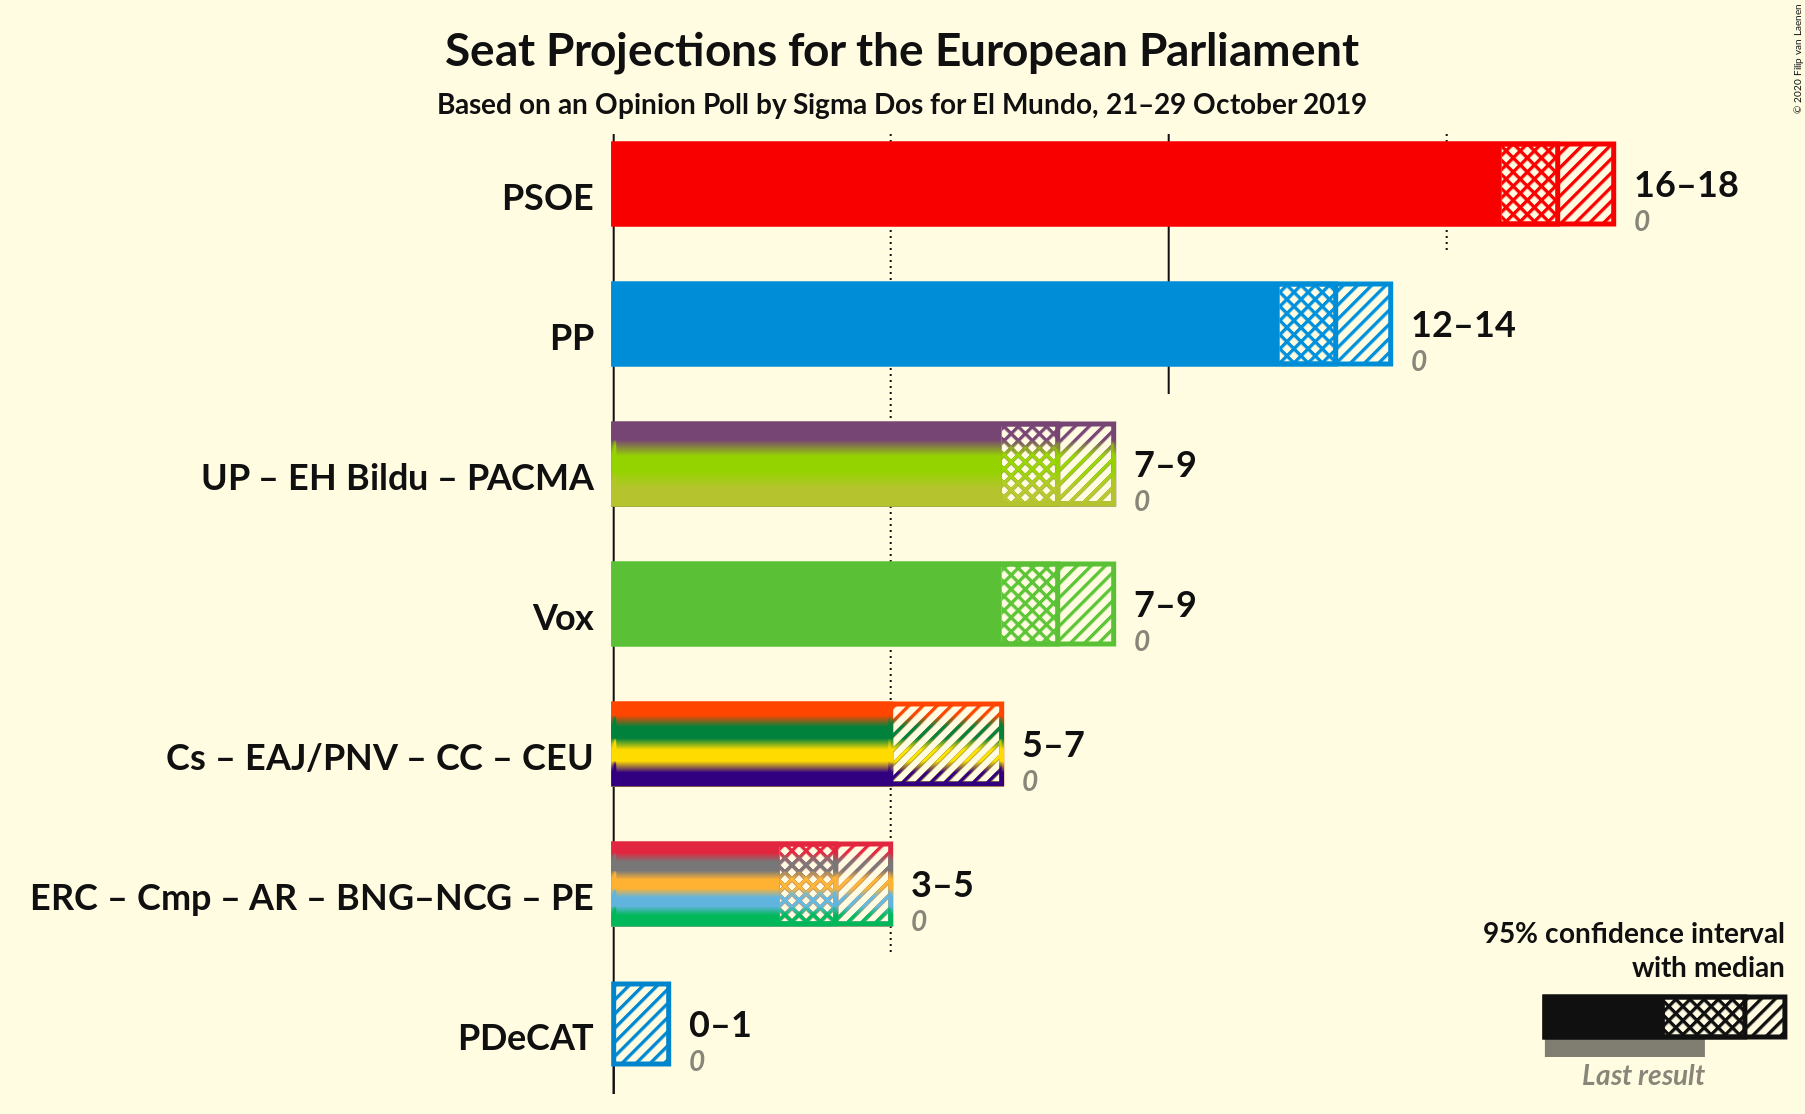 Seat Projections for the European Parliament
Based on an Opinion Poll by Sigma Dos for El Mundo, 21–29 October 2019
© 2020 Filip van Laenen
PSOE
16–18
0
PP
12–14
0
UP – EH Bildu – PACMA
7–9
0
Vox
7–9
0
Cs – EAJ/PNV – CC – CEU
5–7
0
ERC – Cmp – AR – BNG–NCG – PE
3–5
0
PDeCAT
0–1
0
95% confidence interval
with median
Last result